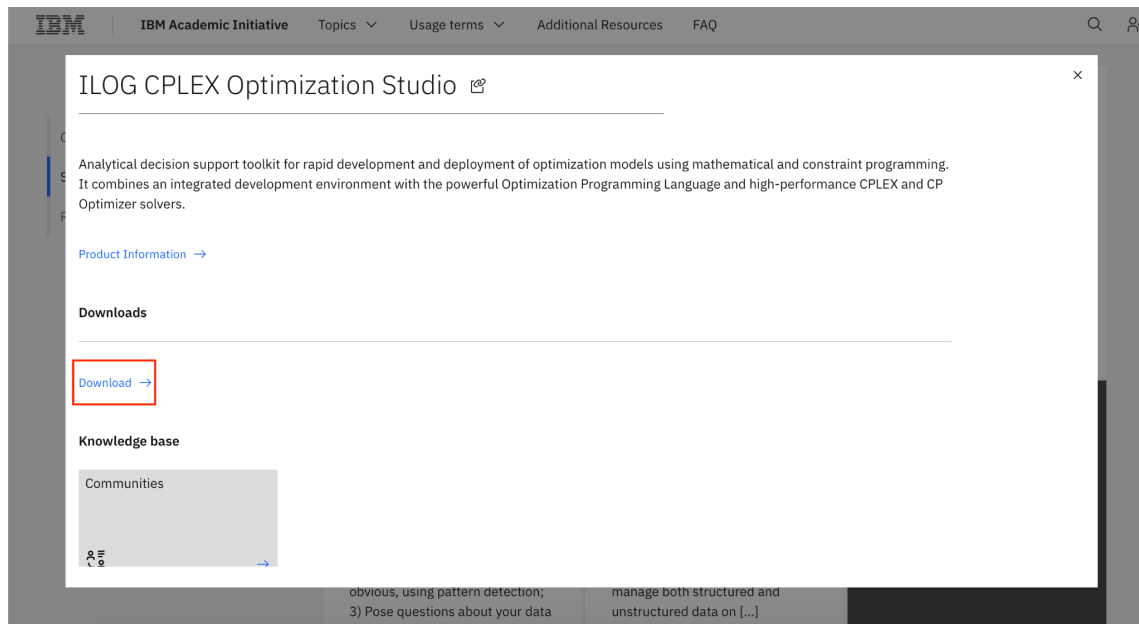 IBM IBM Academic Initiative Topics Usage terms Additional Resources FAQ
ILOG CPLEX Optimization Studio
Analytical decision support toolkit for rapid development and deployment of optimization models using mathematical and constraint programming.
It combines an integrated development environment with the powerful Optimization Programming Language and high-performance CPLEX and CP
Optimizer solvers.
Product Information →
Downloads
Download →
Knowledge base
Communities
→
obvious, using pattern detection;
3) Pose questions about your data
manage both structured and
unstructured data on [...]